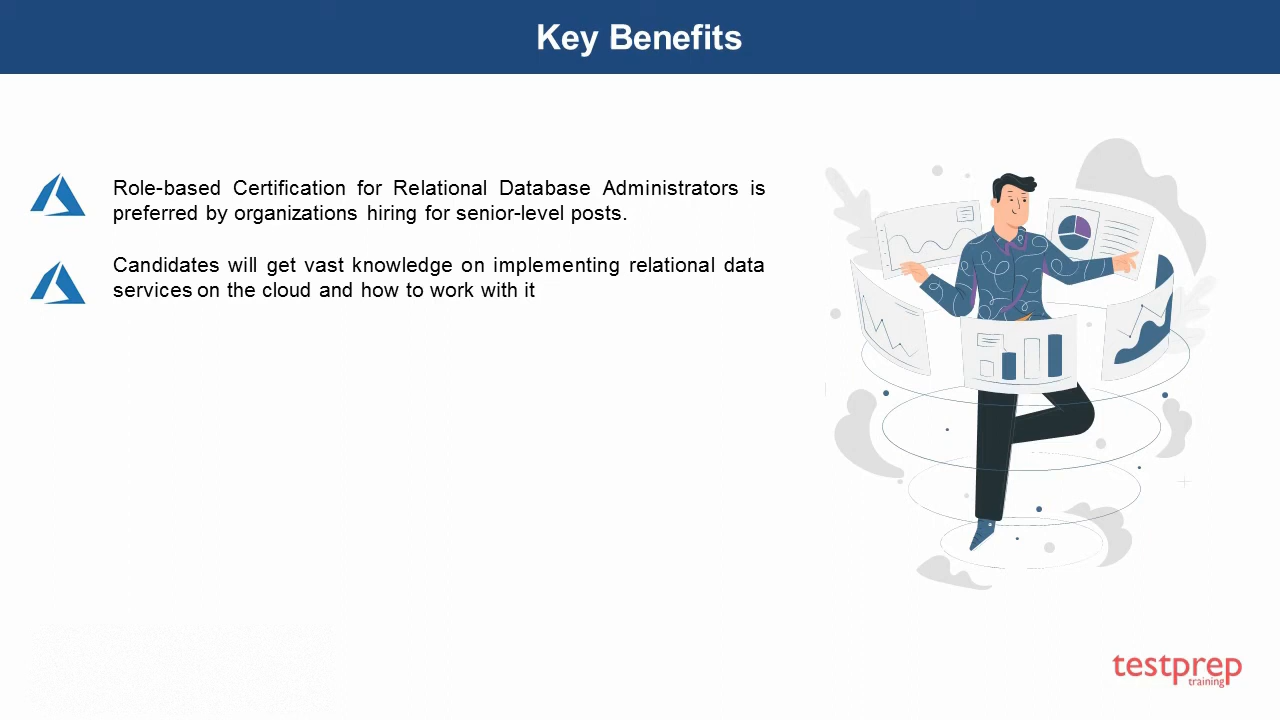 Key Benefits
Role-based Certification for Relational Database Administrators is
preferred by organizations hiring for senior-level posts.
Candidates will get vast knowledge on implementing relational data
services on the cloud and how to work with it
testprep
training